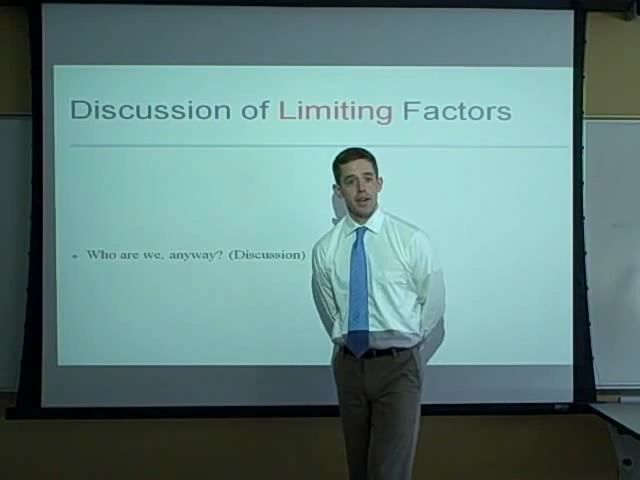 Discussion of Limiting Factors
Who are we, anyway? (Discussion)